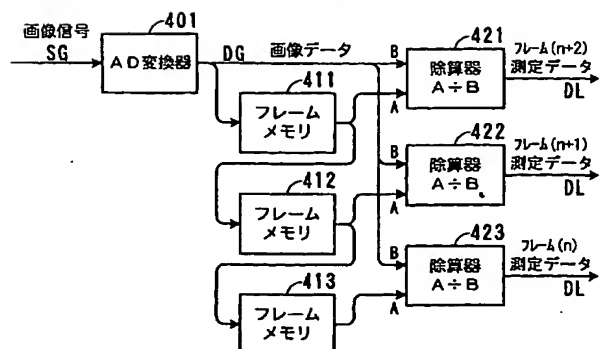 401
画像信号
SG
AD変換器
DG
画像データ
411
フレーム
メモリ
412
フレーム
メモリ
413
フレーム
メモリ
421
B
A
除算器
A÷B
フレーム(n+2)
測定データ
DL
422
B
A
除算器
A÷B
フレーム(n+1)
測定データ
DL
423
B
A
除算器
A÷B
フレーム(n)
測定データ
DL